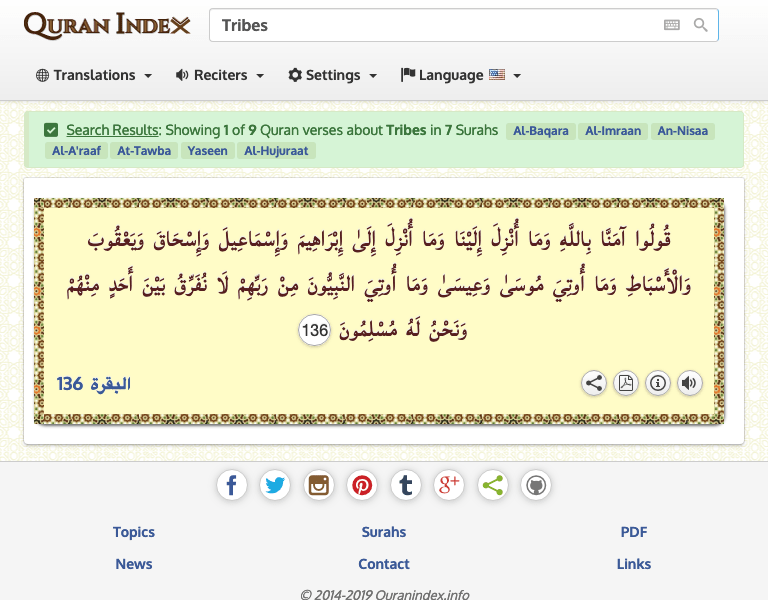 QURAN INDEX
Tribes
Translations Reciters Settings Language
Search Results: Showing 1 of 9 Quran verses about Tribes in 7 Surahs Al-Baqara Al-Imraan An-Nisaa
Al-A'raaf At-Tawba Yaseen Al-Hujuraat
قُولُوا آمَنَّا بِاللَّهِ وَمَا أُنْزِلَ إِلَيْنَا وَمَا أُنْزِلَ إِلَىٰ إِبْرَاهِيمَ وَإِسْمَاعِيلَ وَإِسْحَاقَ وَيَعْقُوبَ
وَالْأَسْبَاطِ وَمَا أُوتِيَ مُوسَىٰ وَعِيسَىٰ وَمَا أُوتِيَ النَّبِيُّونَ مِنْ رَبِّهِمْ لَا نُفَرِّقُ بَيْنَ أَحَدٍ مِنْهُمْ
وَنَحْنُ لَهُ مُسْلِمُونَ 136
البقرة 136
Topics Surahs PDF
News Contact Links
© 2014-2019 Quranindex.info